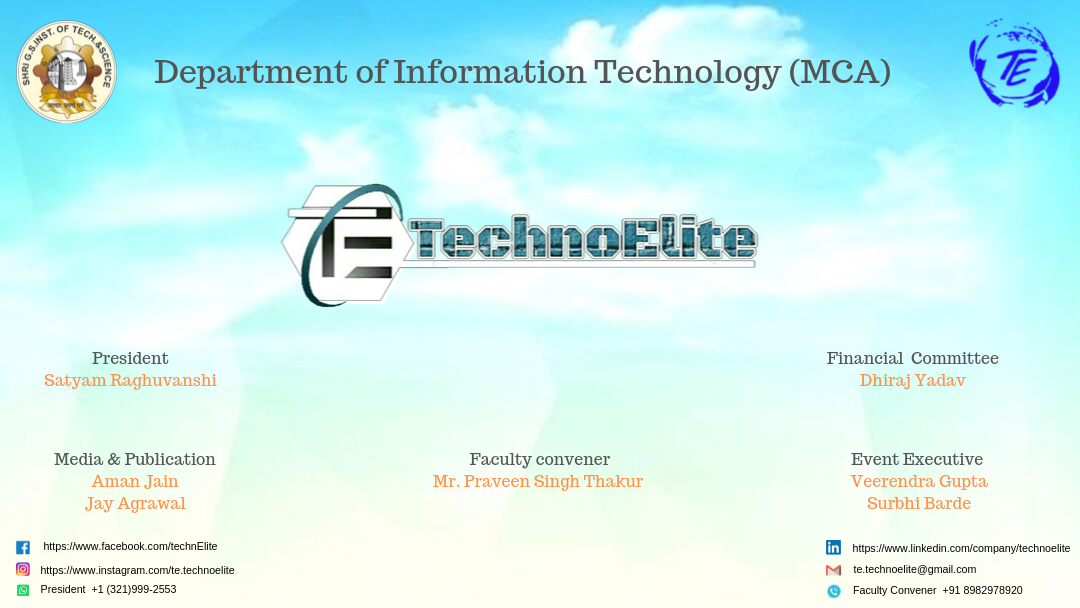 SHRI G.S.INST. OF TECH.&SCIENCE
Department of Information Technology (MCA)
TE
TE TechnoElite
President
Satyam Raghuvanshi
Financial Committee
Dhiraj Yadav
Media & Publication
Aman Jain
Jay Agrawal
Faculty convener
Mr. Praveen Singh Thakur
Event Executive
Veerendra Gupta
Surbhi Barde
https://www.facebook.com/technElite
https://www.instagram.com/te.technoelite
President +1 (321)999-2553
https://www.linkedin.com/company/technoelite
te.technoelite@gmail.com
Faculty Convener +91 8982978920